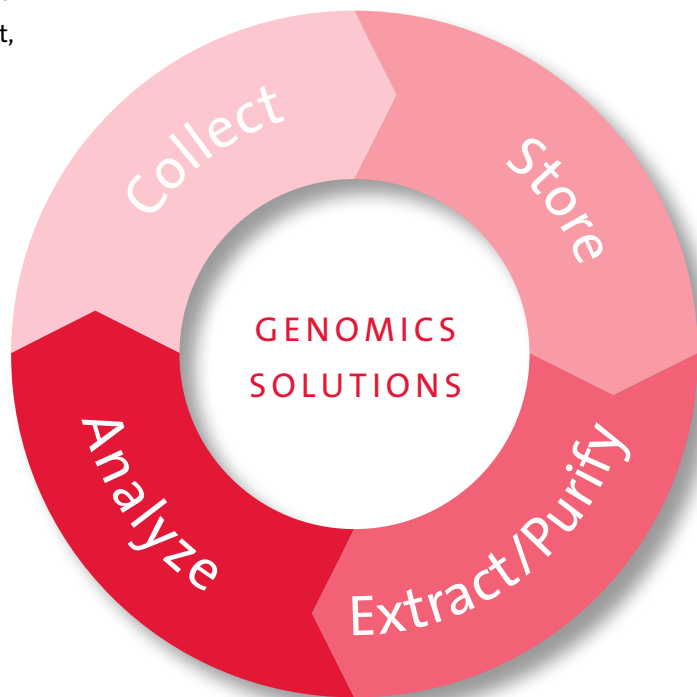 t,
Collect
Store
GENOMICS
SOLUTIONS
Analyze
Extract/Purify